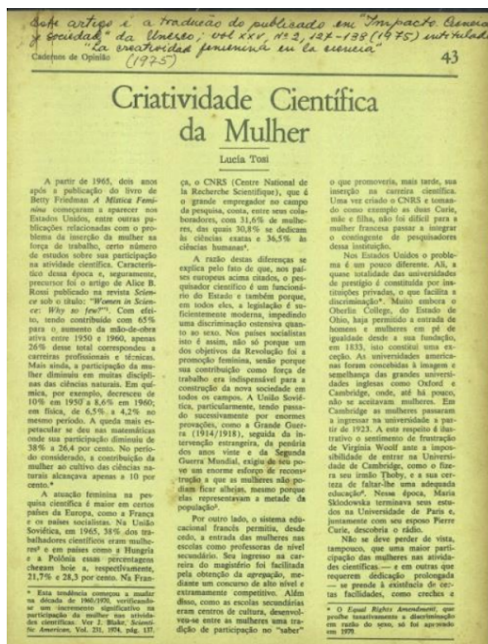 Este artigo é a tradução do publicado em "Impacto, Ciencia
y sociedad" da Unesco; vol XXV, nº 2, 127-138 (1975) intitulado
"La creatividad femenina en la ciencia"
(1975)
Cadernos de Opinião
43
Criatividade Científica
da Mulher
Lucía Tosi
A partir de 1965, dois anos
após a publicação do livro de
Betty Friedman A Mística Femi-
nina começaram a aparecer nos
Estados Unidos, entre outras pu-
blicações relacionadas com o pro-
blema da inserção da mulher na
força de trabalho, certo número
de estudos sobre sua participação
na atividade científica. Caracterís-
tico dessa época e, seguramente,
precursor foi o artigo de Alice B.
Rossi publicado na revista Scien-
ce sob o título: "Women in Scien-
ce: Why so few?". Com efei-
to, tendo contribuído com 65%
para o aumento da mão-de-obra
ativa entre 1950 e 1960, apenas
26% desse total correspondeu a
carreiras profissionais e técnicas.
Mais ainda, a participação da mu-
lher diminuiu em muitas discipli-
nas das ciências naturais. Em quí-
mica, por exemplo, decresceu de
10% em 1950 a 8,6% em 1960;
em física, de 6,5% a 4,2% no
mesmo período. A queda mais es-
petacular se deu nas matemáticas
onde sua participação diminuiu de
38% a 26,4 por cento. No perío-
do considerado, a contribuição da
mulher ao cultivo das ciências na-
turais alcançava apenas a 10 por
cento.*
A atuação feminina na pes-
quisa científica é maior em certos
países da Europa, como a França
e os países socialistas. Na União
Soviética, em 1965, 38% dos tra-
balhadores científicos eram mulhe-
res² e em países como a Hungria
e a Polônia essas percentagens
chegam hoje a, respectivamente,
21,7% e 28,3 por cento. Na Fran-
* Esta tendência começou a mudar
na década de 1960/1970, verificando-
se um incremento significativo na
participação da mulher nas ativida-
des científicas. Ver J. Blake: Scienti-
fic American, Vol. 231, 1974, pág. 137.
ça, o CNRS (Centre National de
la Recherche Scientifique), que é
o grande empregador no campo
da pesquisa, conta, entre seus cola-
boradores, com 31,6% de mulhe-
res, das quais 30,8% se dedicam
às ciências exatas e 36,5% às
ciências humanas³.
A razão destas diferenças se
explica pelo fato de que, nos paí-
ses europeus acima citados, o pes-
quisador científico é um funcioná-
rio do Estado e também porque,
em todos eles, a legislação é su-
ficientemente moderna, impedindo
uma discriminação ostensiva quan-
to ao sexo. Nos países socialistas
isto é assim, não só porque um
dos objetivos da Revolução foi a
promoção feminina, senão porque
sua contribuição como força de
trabalho era indispensável para a
construção da nova sociedade em
todos os campos. A União Sovié-
tica, particularmente, tendo passa-
do sucessivamente por enormes
provações, como a Grande Guer-
ra (1914/1918), seguida da in-
tervenção estrangeira, da penúria
dos anos vinte e da Segunda
Guerra Mundial, exigiu de seu po-
vo um enorme esforço de recons-
trução a que as mulheres não po-
diam ficar alheias, mesmo porque
elas representavam a metade da
população⁴.
Por outro lado, o sistema edu-
cacional francês permitia, desde
cedo, a entrada das mulheres nas
escolas como professoras de nível
secundário. Seu ingresso na car-
reira do magistério foi facilitada
pela obtenção da agregação, me-
diante um concurso de alto nível e
extramamente competitivo. Além
disso, como as escolas secundárias
eram centros de cultura, desenvol-
veu-se entre as mulheres uma tra-
dição de participação no "saber"
o que promoveria, mais tarde, sua
inserção na carreira científica.
Uma vez criado o CNRS e toman-
do como exemplo as duas Curie,
mãe e filha, não foi difícil para a
mulher francesa passar a integrar
o contingente de pesquisadores
dessa instituição.
Nos Estados Unidos o proble-
ma é um pouco diferente. Ali, a
quase totalidade das universidades
de prestígio é constituída por ins-
tituições privadas, o que facilita a
discriminação*. Muito embora o
Oberlin College, do Estado de
Ohio, haja permitido a entrada de
homens e mulheres em pé de
igualdade desde a sua fundação,
em 1833, isto constitui uma ex-
ceção. As universidades america-
nas foram concebidas à imagem e
semelhança das grandes universi-
dades inglesas como Oxford e
Cambridge, onde, até há pouco,
não se aceitavam mulheres. Em
Cambridge as mulheres passaram
a ingressar na universidade a par-
tir de 1923. A este respeito é ilus-
trativo o sentimento de frustração
de Virginia Woolf ante a impos-
sibilidade de entrar na Universi-
dade de Cambridge, como o fize-
ra seu irmão Thoby, e a sua cer-
teza de faltar-lhe uma adequada
educação⁵. Nessa época, Maria
Sklodowska terminava seus estu-
dos na Universidade de Paris e,
juntamente com seu esposo Pierre
Curie, descobria o rádio.
Não se deve perder de vista,
tampouco, que uma maior parti-
cipação das mulheres nas ativida-
des científicas — e em outras que
requerem dedicação prolongada
— se prende à existência de cer-
tas facilidades, como creches a
* O Equal Rights Amendment, que
proíbe taxativamente a discriminação
em razão do sexo, só foi aprovado
em 1970.